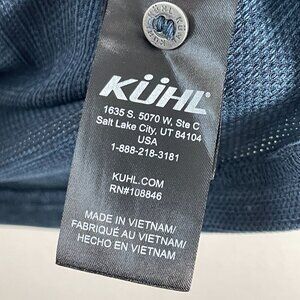 KÜHL
KÜHL
1635 S. 5070 W, Ste C
Salt Lake City, UT 84104
USA
1-888-218-3181
KUHL.COM
RN#108846
MADE IN VIETNAM/
FABRIQUÉ AU VIETNAM/
HECHO EN VIETNAM